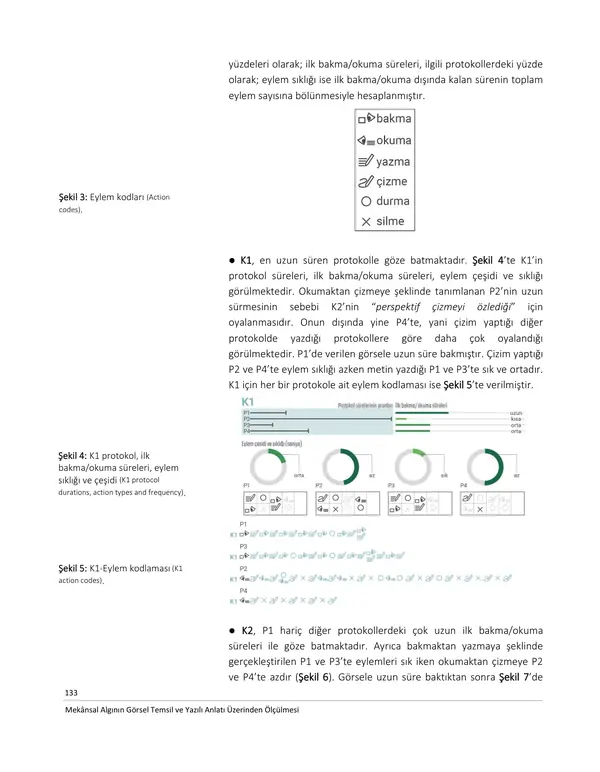 yüzdeleri olarak; ilk bakma/okuma süreleri, ilgili protokollerdeki yüzde
olarak; eylem sıklığı ise ilk bakma/okuma dışında kalan sürenin toplam
eylem sayısına bölünmesiyle hesaplanmıştır.
bakma
okuma
yazma
çizme
durma
silme
Şekil 3: Eylem kodları (Action
codes).
● K1, en uzun süren protokolle göze batmaktadır. Şekil 4'te K1'in
protokol süreleri, ilk bakma/okuma süreleri, eylem çeşidi ve sıklığı
görülmektedir. Okumaktan çizmeye şeklinde tanımlanan P2'nin uzun
sürmesinin sebebi K2'nin "perspektif çizmeyi özlediği" için
oyalanmasıdır. Onun dışında yine P4'te, yani çizim yaptığı diğer
protokolde yazdığı protokollere göre daha çok oyalandığı
görülmektedir. P1'de verilen görsele uzun süre bakmıştır. Çizim yaptığı
P2 ve P4'te eylem sıklığı azken metin yazdığı P1 ve P3'te sık ve ortadır.
K1 için her bir protokole ait eylem kodlaması ise Şekil 5'te verilmiştir.
K1
Protokol sürelerinin oranları İlk bakma/ okuma süreleri
P1 uzun
P2 kısa
P3 orta
P4 orta
Eylem çeşidi ve sıklığı (saniye)
orta az sık az
P1 P2 P3 P4
Şekil 4: K1 protokol, ilk
bakma/okuma süreleri, eylem
sıklığı ve çeşidi (K1 protocol
durations, action types and frequency).
P1
K1
P3
K1
P2
K1
P4
K1
Şekil 5: K1-Eylem kodlaması (K1
action codes).
● K2, P1 hariç diğer protokollerdeki çok uzun ilk bakma/okuma
süreleri ile göze batmaktadır. Ayrıca bakmaktan yazmaya şeklinde
gerçekleştirilen P1 ve P3'te eylemleri sık iken okumaktan çizmeye P2
ve P4'te azdır (Şekil 6). Görsele uzun süre baktıktan sonra Şekil 7'de
133
Mekânsal Algının Görsel Temsil ve Yazılı Anlatı Üzerinden Ölçülmesi